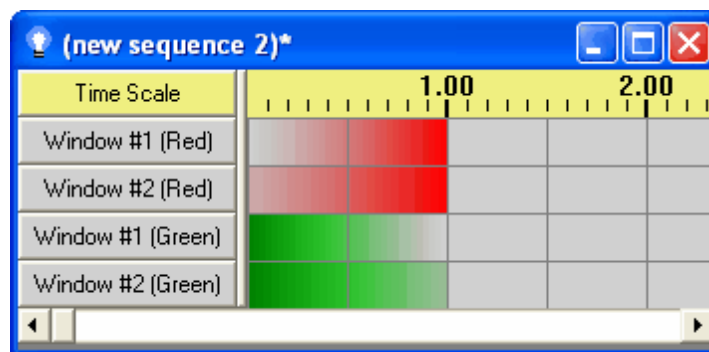 (new sequence 2)*
Time Scale 1.00 2.00
Window #1 (Red)
Window #2 (Red)
Window #1 (Green)
Window #2 (Green)